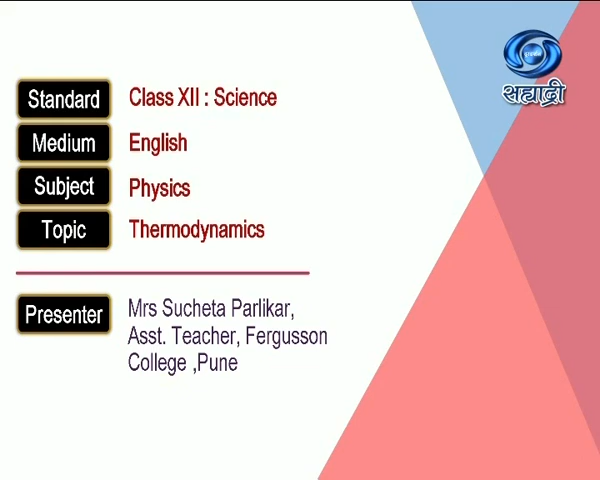 सह्याद्री
Standard Class XII : Science
Medium English
Subject Physics
Topic Thermodynamics
Presenter Mrs Sucheta Parlikar,
Asst. Teacher, Fergusson
College ,Pune